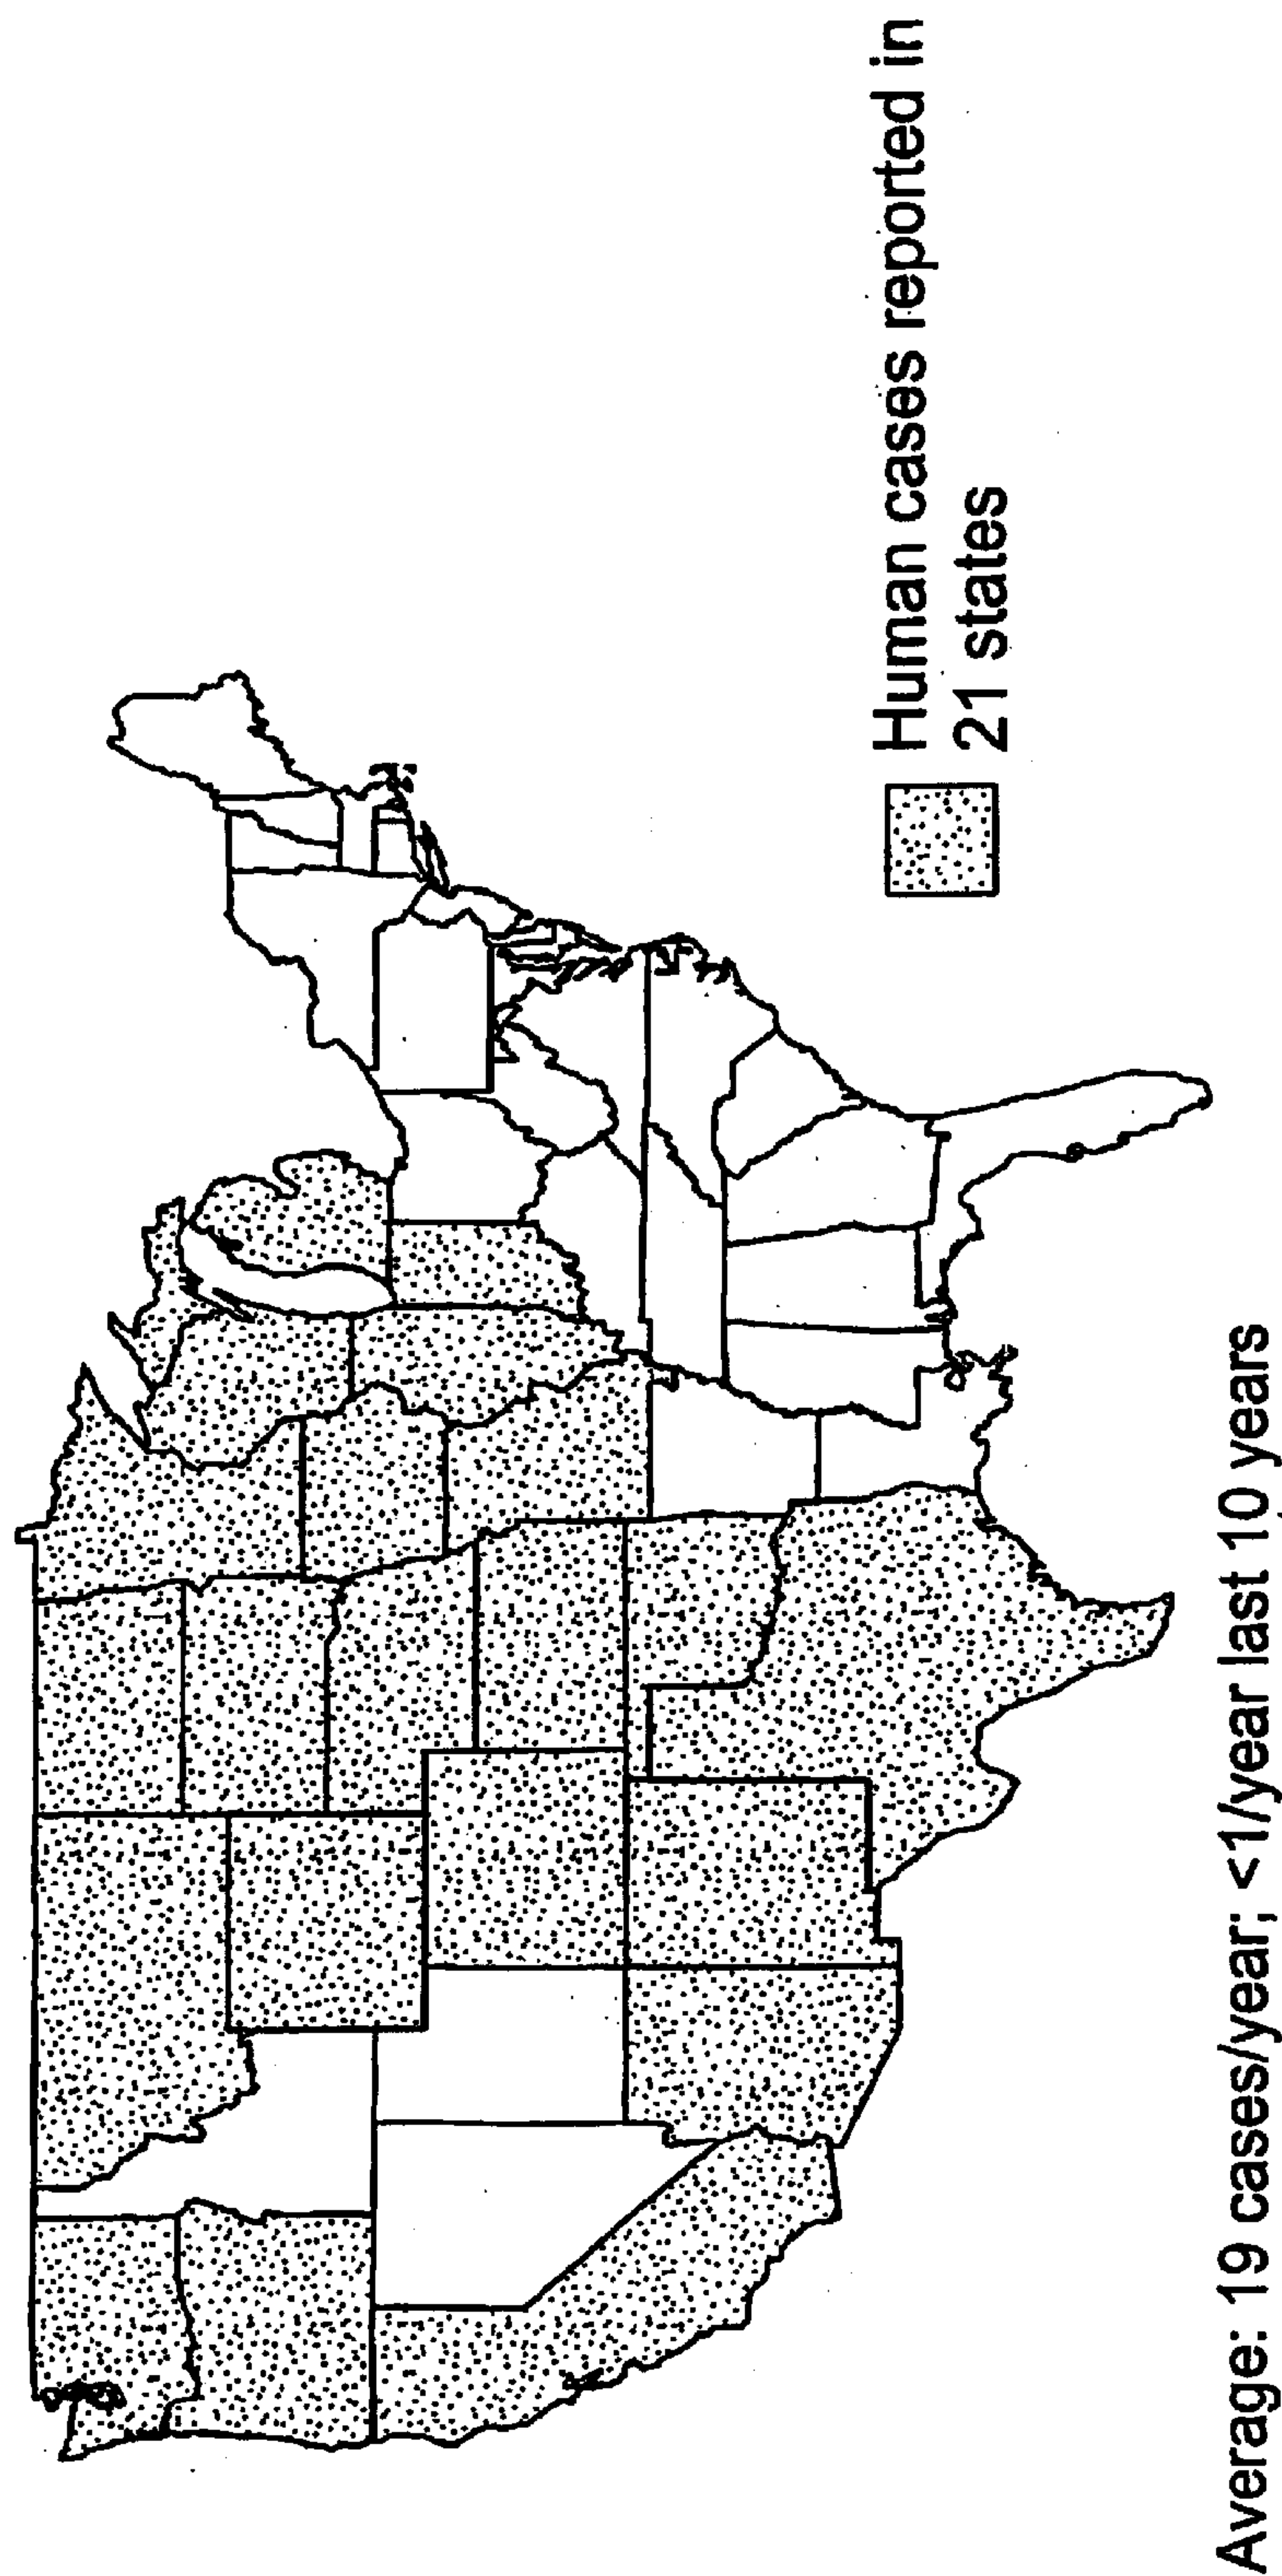 Human cases reported in
21 states
Average: 19 cases/year; <1/year last 10 years